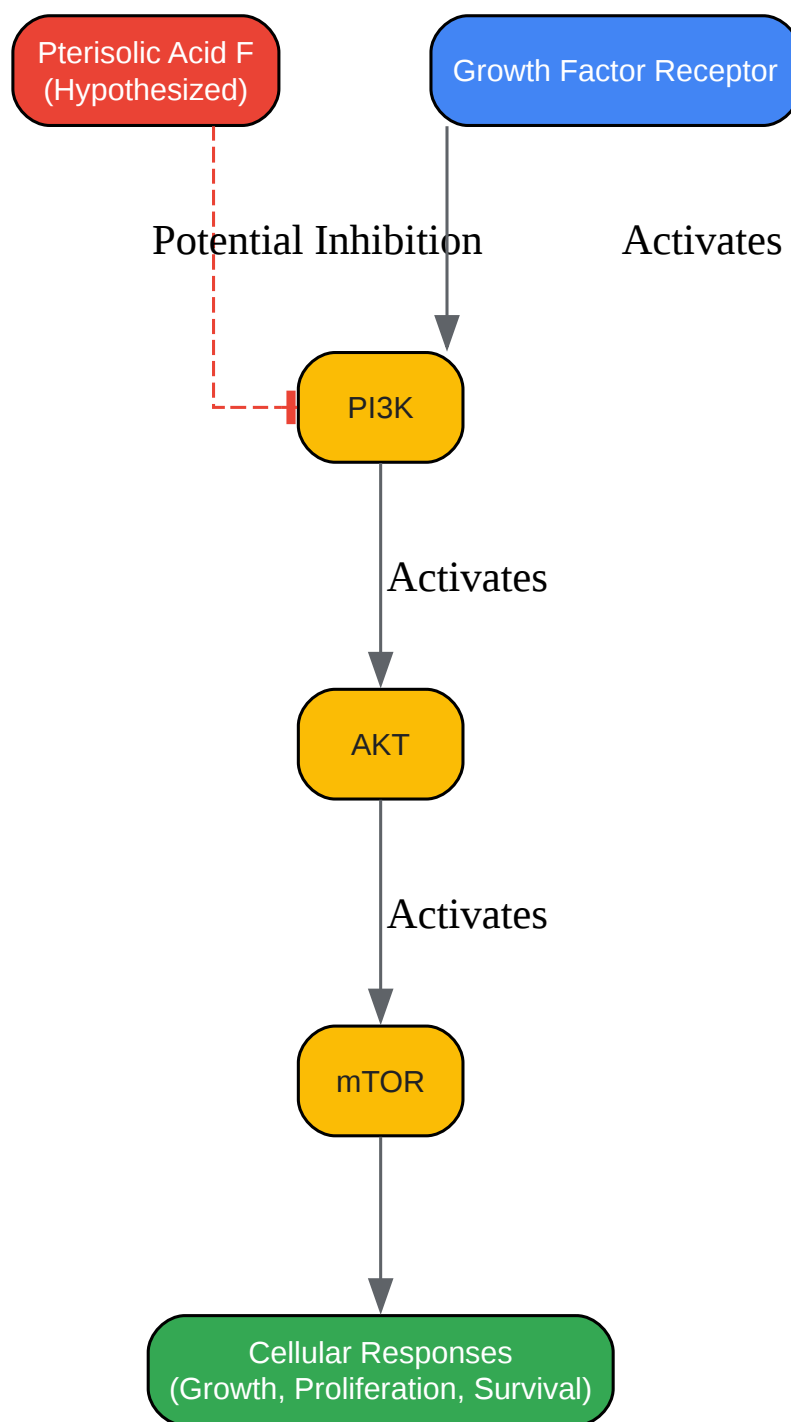 Pterisolic Acid F
(Hypothesized)
Growth Factor Receptor
Potential Inhibition
Activates
PI3K
Activates
AKT
Activates
mTOR
Cellular Responses
(Growth, Proliferation, Survival)